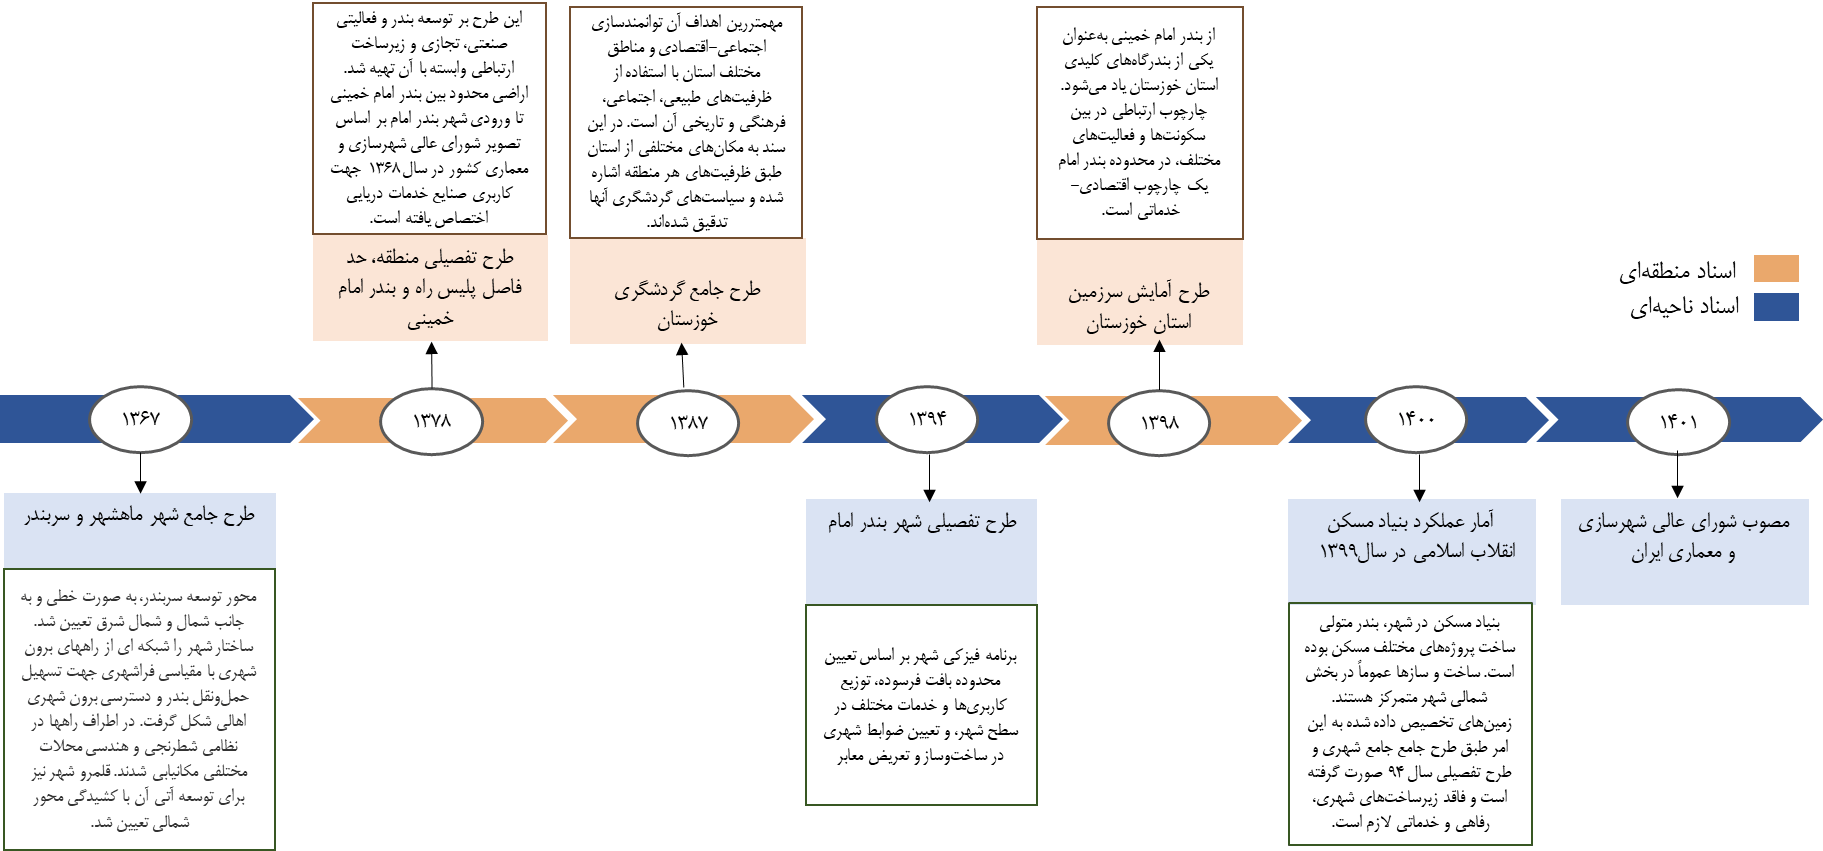 این طرح بر توسعه بندر و فعالیتی
صنعتی، تجازی و زیرساخت
ارتباطی وابسته با آن تهیه شد.
اراضی محدود بین بندر امام خمینی
تا ورودی شهر بندر امام بر اساس
تصویر شورای عالی شهرسازی و
معماری کشور در سال ۱۳۶۸ جهت
کاربری صنایع خدمات دریایی
اختصاص یافته است.
طرح تفصیلی منطقه، حد
فاصل پلیس راه و بندر امام
خمینی
مهمتررین اهداف آن توانمندسازی
اجتماعی-اقتصادی و مناطق
مختلف استان با استفاده از
ظرفیت‌های طبیعی، اجتماعی،
فرهنگی و تاریخی آن است. در این
سند به مکان‌های مختلفی از استان
طبق ظرفیت‌های هر منطقه اشاره
شده و سیاست‌های گردشگری آنها
تدقیق شده‌اند.
طرح جامع گردشگری
خوزستان
از بندر امام خمینی به‌عنوان
یکی از بندرگاه‌های کلیدی
استان خوزستان یاد می‌شود.
چارچوب ارتباطی در بین
سکونت‌ها و فعالیت‌های
مختلف، در محدوده بندر امام
یک چارچوب اقتصادی-
خدماتی است.
طرح آمایش سرزمین
استان خوزستان
اسناد منطقه‌ای
اسناد ناحیه‌ای
۱۳۶۷
۱۳۷۸
۱۳۸۷
۱۳۹۴
۱۳۹۸
۱۴۰۰
۱۴۰۱
طرح جامع شهر ماهشهر و سربندر
محور توسعه سربندر، به صورت خطی و به
جانب شمال و شمال شرق تعیین شد.
ساختار شهر را شبکه ای از راههای برون
شهری با مقیاسی فراشهری جهت تسهیل
حمل‌ونقل بندر و دسترسی برون شهری
اهالی شکل گرفت. در اطراف راهها در
نظامی شطرنجی و هندسی محلات
مختلفی مکانیابی شدند. قلمرو شهر نیز
برای توسعه آتی آن با کشیدگی محور
شمالی تعیین شد.
طرح تفصیلی شهر بندر امام
برنامه فیزکی شهر بر اساس تعیین
محدوده بافت فرسوده، توزیع
کاربری‌ها و خدمات مختلف در
سطح شهر، و تعیین ضوابط شهری
در ساخت‌وساز و تعریض معابر
آمار عملکرد بنیاد مسکن
انقلاب اسلامی در سال۱۳۹۹
بنیاد مسکن در شهر، بندر متولی
ساخت پروژه‌های مختلف مسکن بوده
است. ساخت و سازها عموماً در بخش
شمالی شهر متمرکز هستند.
زمین‌های تخصیص داده شده به این
امر طبق طرح جامع جامع شهری و
طرح تفصیلی سال ۹۴ صورت گرفته
است و فاقد زیرساخت‌های شهری،
رفاهی و خدماتی لازم است.
مصوب شورای عالی شهرسازی
و معماری ایران